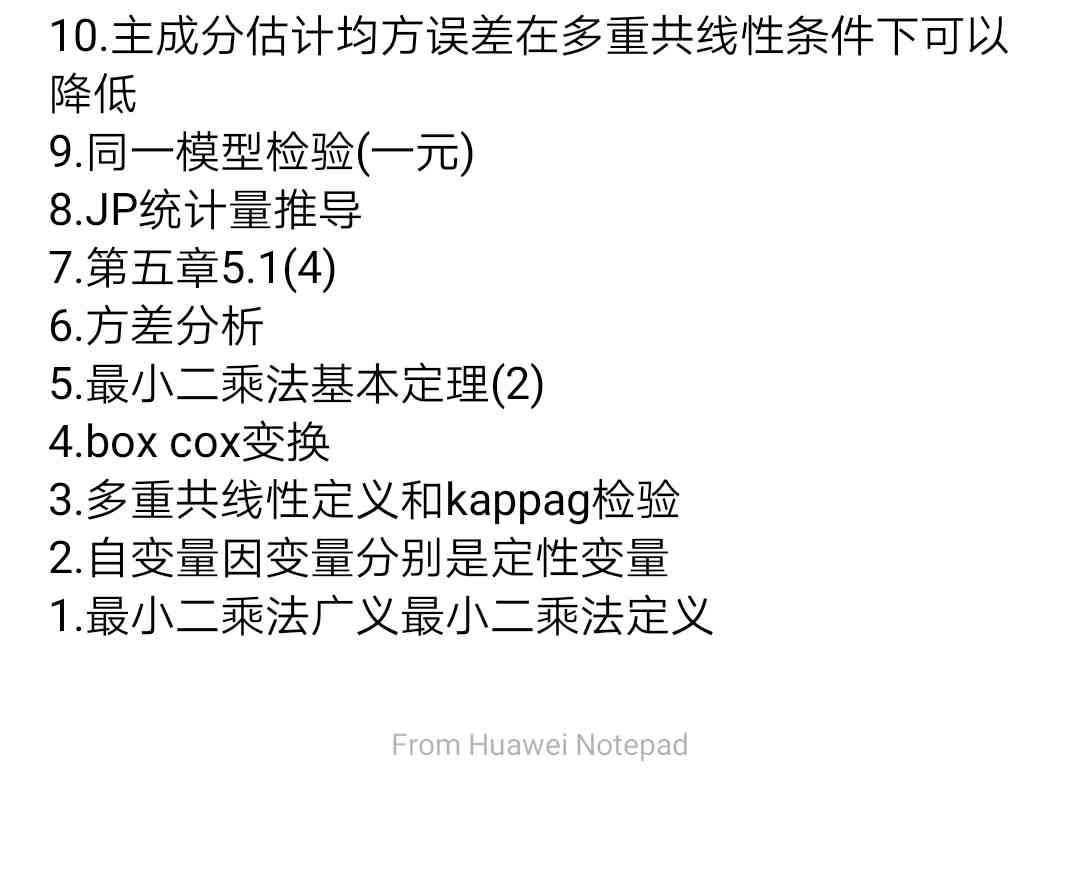 10.主成分估计均方误差在多重共线性条件下可以
降低
9.同一模型检验(一元)
8.JP统计量推导
7.第五章5.1(4)
6.方差分析
5.最小二乘法基本定理(2)
4.box cox变换
3.多重共线性定义和kappag检验
2.自变量因变量分别是定性变量
1.最小二乘法广义最小二乘法定义
From Huawei Notepad